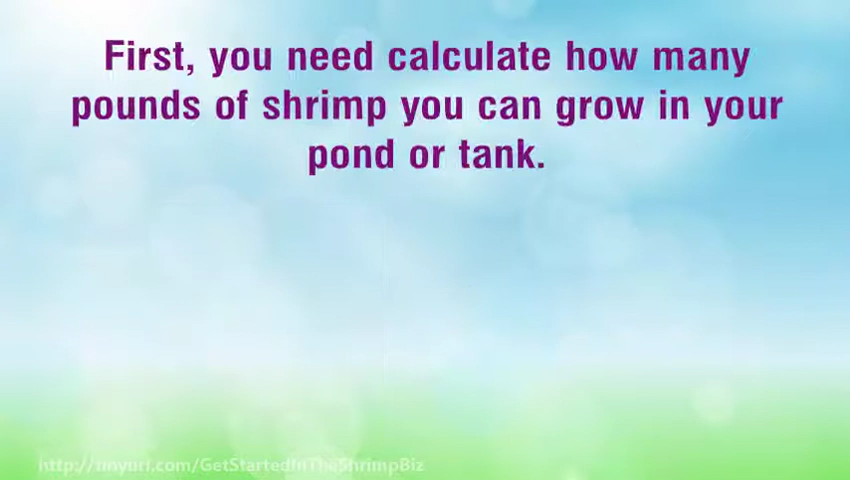 First, you need calculate how many
pounds of shrimp you can grow in your
pond or tank.
http://tinyurl.com/GetStartedInTheShrimpBiz